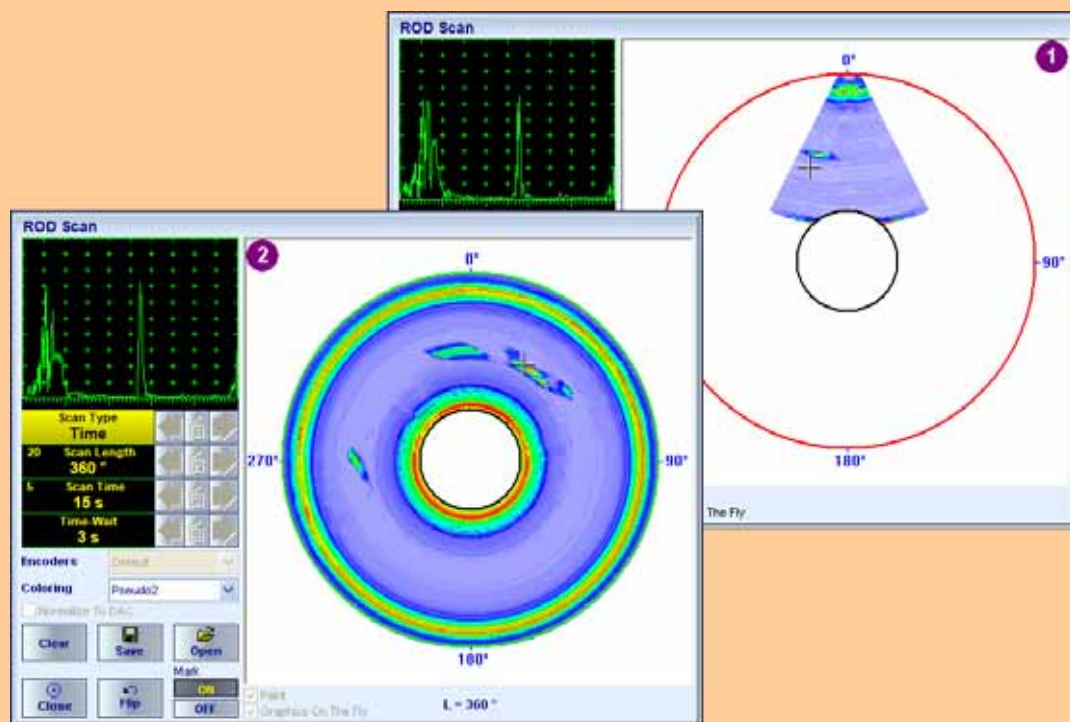 ROD Scan
1
0°
90°
180°
The Fly
ROD Scan
2
0°
270°
90°
180°
Scan Type
Time
20 Scan Length
360 °
5 Scan Time
15 s
Time-Wait
3 s
Encoders Default
Coloring Pseudo2
Normalize To DAC
Clear Save Open
Mark
ON
Close Flip
OFF
Paint
Graphics On The Fly
L = 360 °